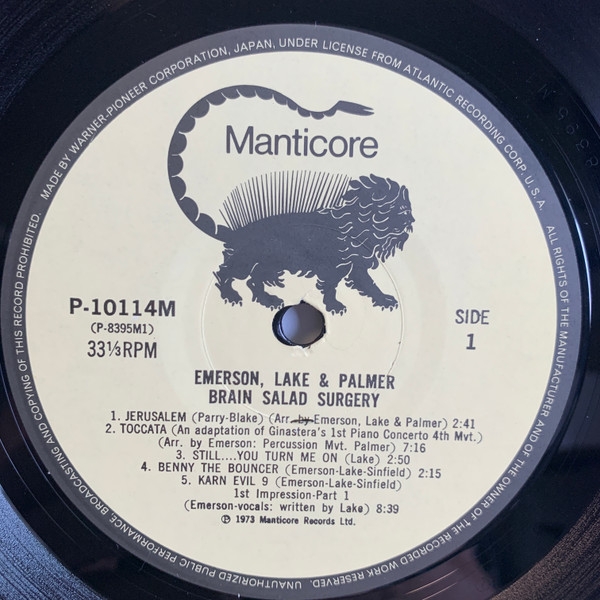 MADE BY WARNER-PIONEER CORPORATION, JAPAN, UNDER LICENSE FROM ATLANTIC RECORDING CORP. U.S.A. ALL RIGHTS OF THE MANUFACTURER AND OF THE OWNER OF THE RECORDED WORK RESERVED. UNAUTHORIZED PUBLIC PERFORMANCE, BROADCASTING AND COPYING OF THIS RECORD PROHIBITED.
Manticore
P-10114M
(P-8395M1)
33⅓RPM
SIDE
1
EMERSON, LAKE & PALMER
BRAIN SALAD SURGERY
1. JERUSALEM (Parry-Blake) (Arr. by Emerson, Lake & Palmer) 2:41
2. TOCCATA (An adaptation of Ginastera's 1st Piano Concerto 4th Mvt.)
(Arr. by Emerson: Percussion Mvt. Palmer) 7:16
3. STILL....YOU TURN ME ON (Lake) 2:50
4. BENNY THE BOUNCER (Emerson-Lake-Sinfield) 2:15
5. KARN EVIL 9 (Emerson-Lake-Sinfield)
1st Impression-Part 1
(Emerson-vocals: written by Lake) 8:39
℗ 1973 Manticore Records Ltd.